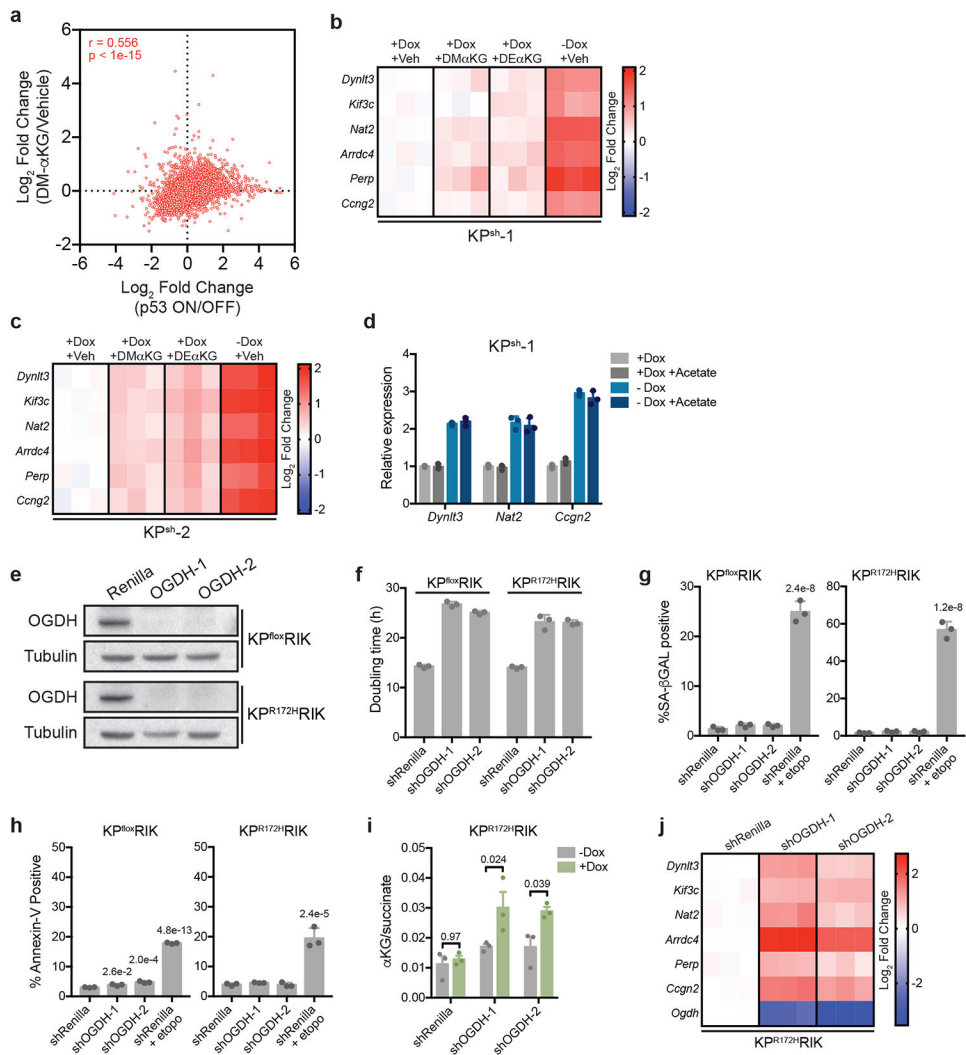 a
r = 0.556
p < 1e-15
Log2 Fold Change
(DM-αKG/Vehicle)
6
4
2
0
-2
-6 -4 -2 0 2 4 6
Log2 Fold Change
(p53 ON/OFF)
b
+Dox +Dox +Dox -Dox
+Veh +DMαKG +DEαKG +Veh
Dynlt3
Kif3c
Nat2
Arrdc4
Perp
Ccng2
KPsh-1
2
1
0
-1
-2
Log2 Fold Change
c
+Dox +Dox +Dox -Dox
+Veh +DMαKG +DEαKG +Veh
Dynlt3
Kif3c
Nat2
Arrdc4
Perp
Ccng2
KPsh-2
2
1
0
-1
-2
Log2 Fold Change
d
KPsh-1
Relative expression
4
3
2
1
0
Dynlt3 Nat2 Ccgn2
+Dox
+Dox +Acetate
- Dox
- Dox +Acetate
e
Renilla OGDH-1 OGDH-2
OGDH
Tubulin
KPfloxRIK
OGDH
Tubulin
KPR172HRIK
f
KPfloxRIK KPR172HRIK
Doubling time (h)
30
20
10
0
shRenilla shOGDH-1 shOGDH-2 shRenilla shOGDH-1 shOGDH-2
g
KPfloxRIK
%SA-βGAL positive
30
20
10
0
2.4e-8
shRenilla shOGDH-1 shOGDH-2 shRenilla + etopo
KPR172HRIK
80
60
40
20
0
1.2e-8
shRenilla shOGDH-1 shOGDH-2 shRenilla + etopo
h
KPfloxRIK
% Annexin-V Positive
50
40
30
20
10
0
2.6e-2 2.0e-4 4.8e-13
shRenilla shOGDH-1 shOGDH-2 shRenilla + etopo
KPR172HRIK
50
40
30
20
10
0
2.4e-5
shRenilla shOGDH-1 shOGDH-2 shRenilla + etopo
i
KPR172HRIK
αKG/succinate
0.04
0.03
0.02
0.01
0.00
0.97 0.024 0.039
-Dox
+Dox
shRenilla shOGDH-1 shOGDH-2
j
shRenilla shOGDH-1 shOGDH-2
Dynlt3
Kif3c
Nat2
Arrdc4
Perp
Ccgn2
Ogdh
KPR172HRIK
2
0
-2
Log2 Fold Change